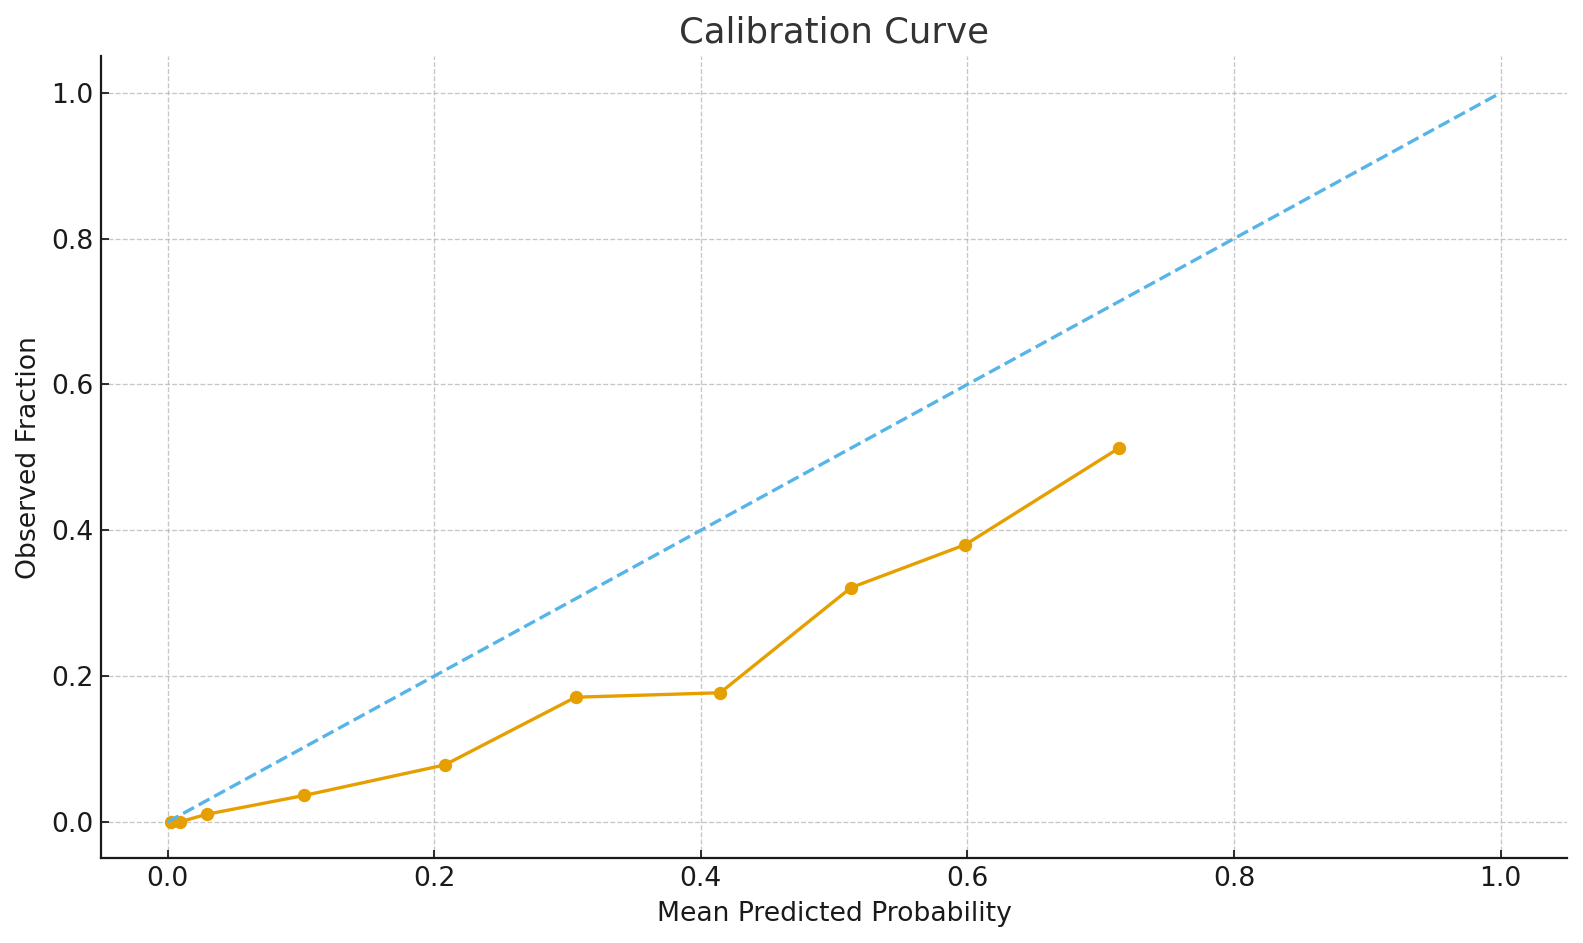 Calibration Curve
Observed Fraction
1.0
0.8
0.6
0.4
0.2
0.0
0.0 0.2 0.4 0.6 0.8 1.0
Mean Predicted Probability